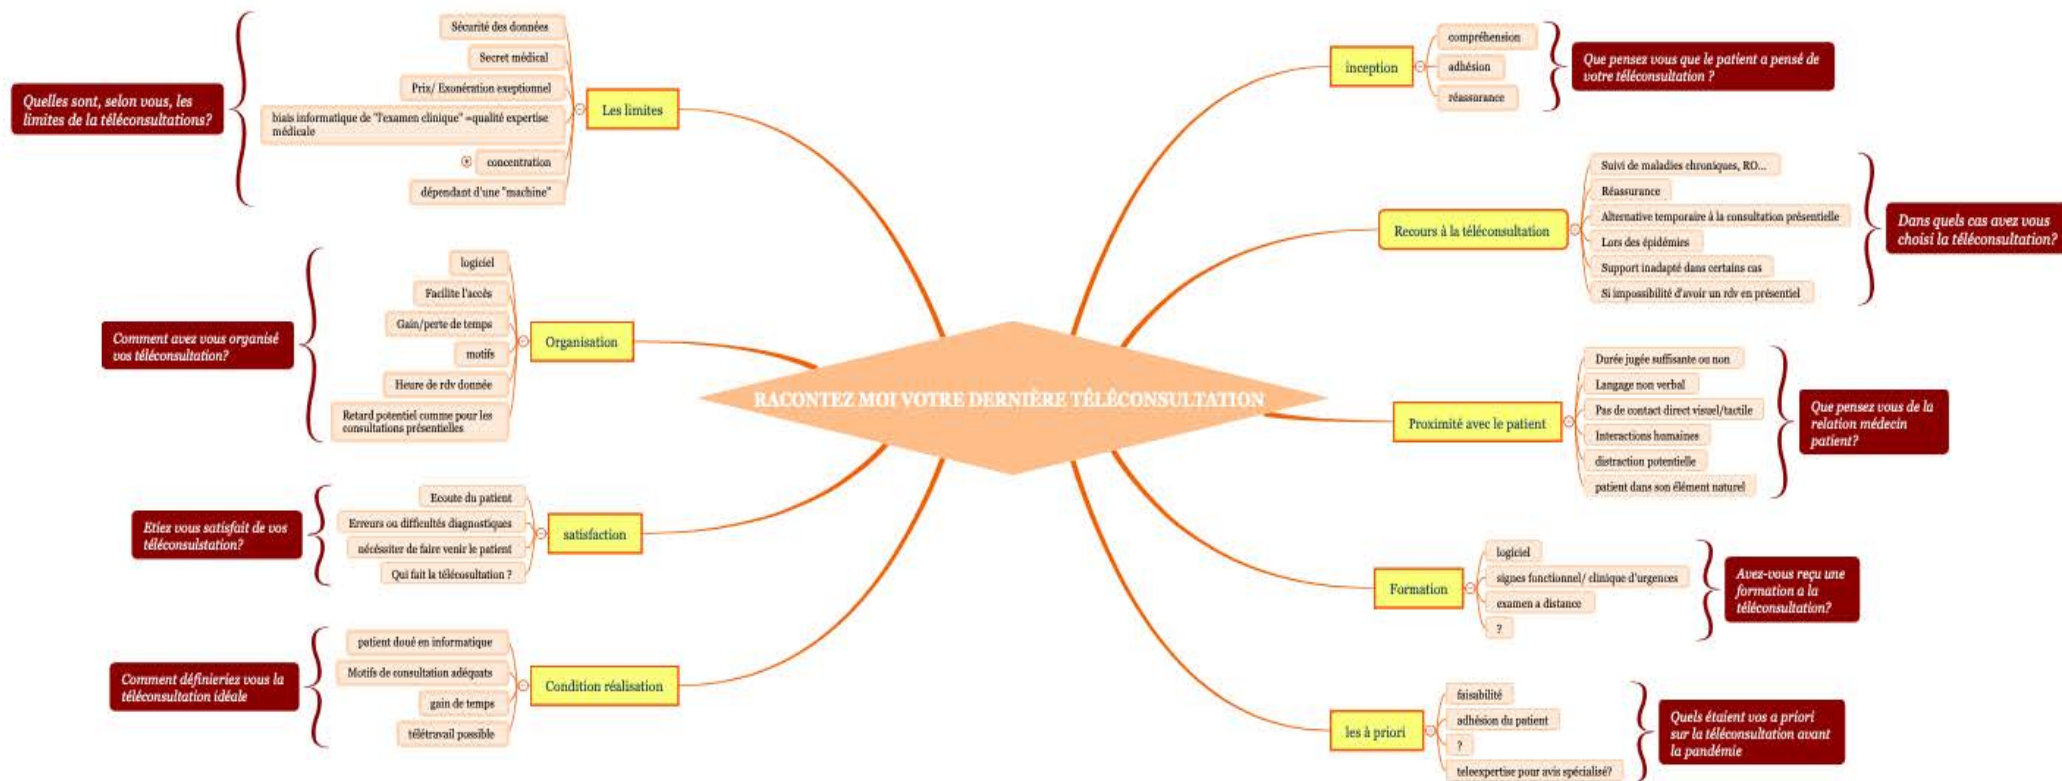 RACONTEZ MOI VOTRE DERNIÈRE TÉLÉCONSULTATION
Quelles sont, selon vous, les
limites de la téléconsultations?
Sécurité des données
Secret médical
Prix/ Exonération exeptionnel
biais informatique de "l'examen clinique" =qualité expertise
médicale
concentration
dépendant d'une "machine"
Les limites
Comment avez vous organisé
vos téléconsultation?
logiciel
Facilite l'accès
Gain/perte de temps
motifs
Heure de rdv donnée
Retard potentiel comme pour les
consultations présentielles
Organisation
Etiez vous satisfait de vos
téléconsulstation?
Ecoute du patient
Erreurs ou difficultés diagnostiques
nécéssiter de faire venir le patient
Qui fait la télécosultation ?
satisfaction
Comment définieriez vous la
téléconsultation idéale
patient doué en informatique
Motifs de consultation adéquats
gain de temps
télétravail possible
Condition réalisation
inception
compréhension
adhésion
réassurance
Que pensez vous que le patient a pensé de
votre téléconsultation ?
Recours à la téléconsultation
Suivi de maladies chroniques, RO...
Réassurance
Alternative temporaire à la consultation présentielle
Lors des épidémies
Support inadapté dans certains cas
Si impossibilité d'avoir un rdv en présentiel
Dans quels cas avez vous
choisi la téléconsultation?
Proximité avec le patient
Durée jugée suffisante ou non
Langage non verbal
Pas de contact direct visuel/tactile
Interactions humaines
distraction potentielle
patient dans son élément naturel
Que pensez vous de la
relation médecin
patient?
Formation
logiciel
signes fonctionnel/ clinique d'urgences
examen a distance
?
Avez-vous reçu une
formation a la
téléconsultation?
les à priori
faisabilité
adhésion du patient
?
teleexpertise pour avis spécialisé?
Quels étaient vos a priori
sur la téléconsultation avant
la pandémie